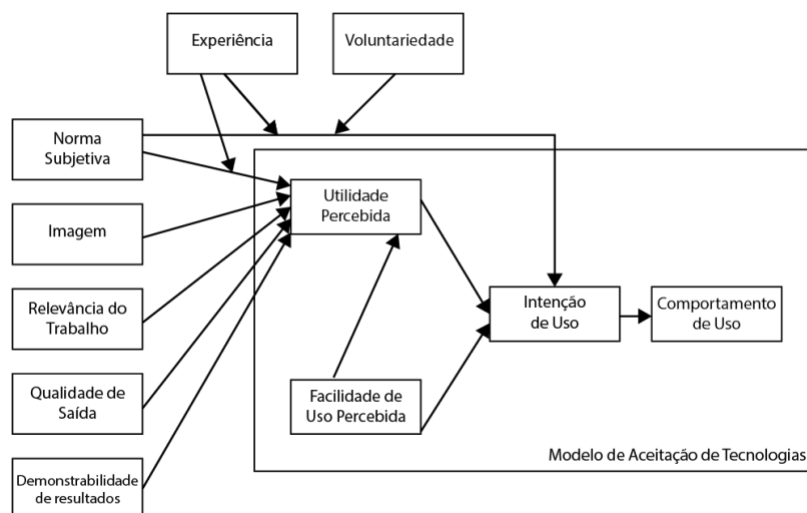 Experiência
Voluntariedade
Norma
Subjetiva
Utilidade
Percebida
Imagem
Relevância do
Trabalho
Intenção
de Uso
Comportamento
de Uso
Qualidade de
Saída
Facilidade de
Uso Percebida
Modelo de Aceitação de Tecnologias
Demonstrabilidade
de resultados